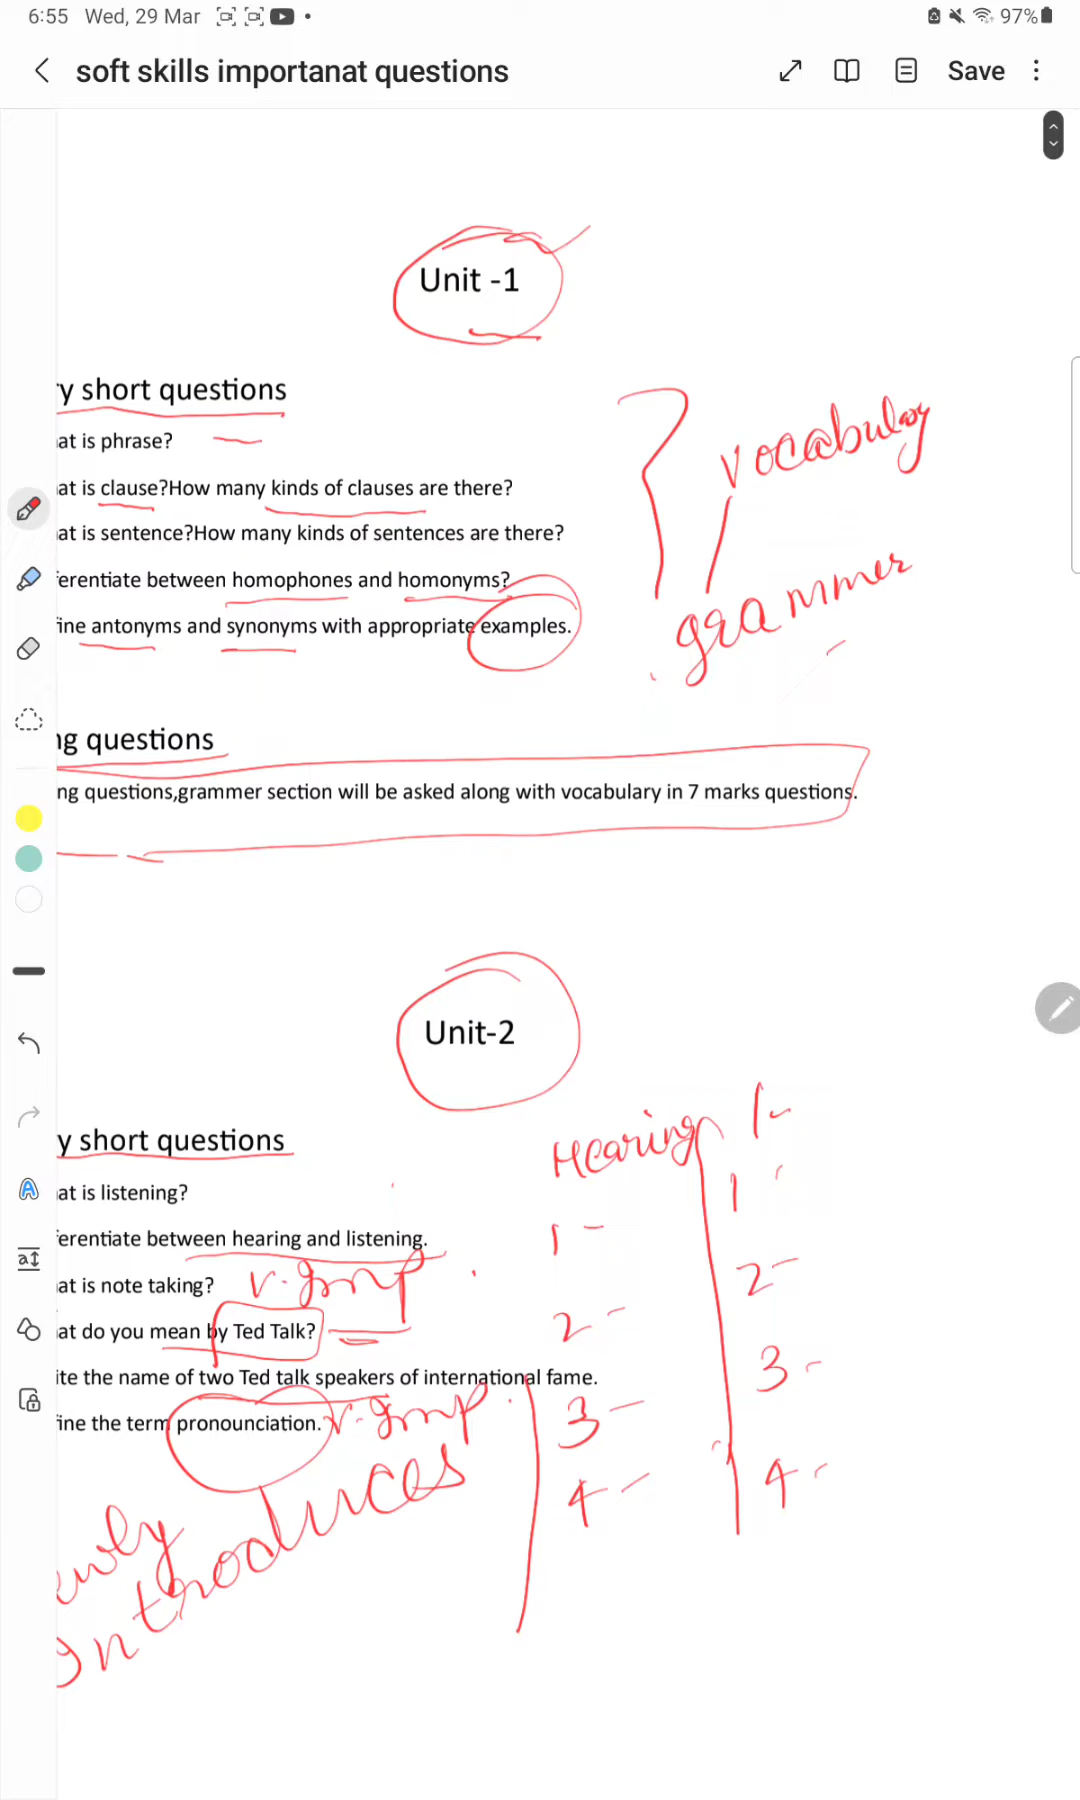 6:55 Wed, 29 Mar
97%
soft skills importanat questions
Save
Unit -1
y short questions
at is phrase?
at is clause?How many kinds of clauses are there?
at is sentence?How many kinds of sentences are there?
erentiate between homophones and homonyms?
ine antonyms and synonyms with appropriate examples.
vocabulary
grammer
ng questions
ng questions,grammer section will be asked along with vocabulary in 7 marks questions.
Unit-2
y short questions
at is listening?
erentiate between hearing and listening.
at is note taking? v.gmp
at do you mean by Ted Talk?
ite the name of two Ted talk speakers of international fame.
ine the term pronounciation. v.gmp
Hearing 1-
1- 1
2- 2-
3- 3-
4- 4-
ewly
Introduces